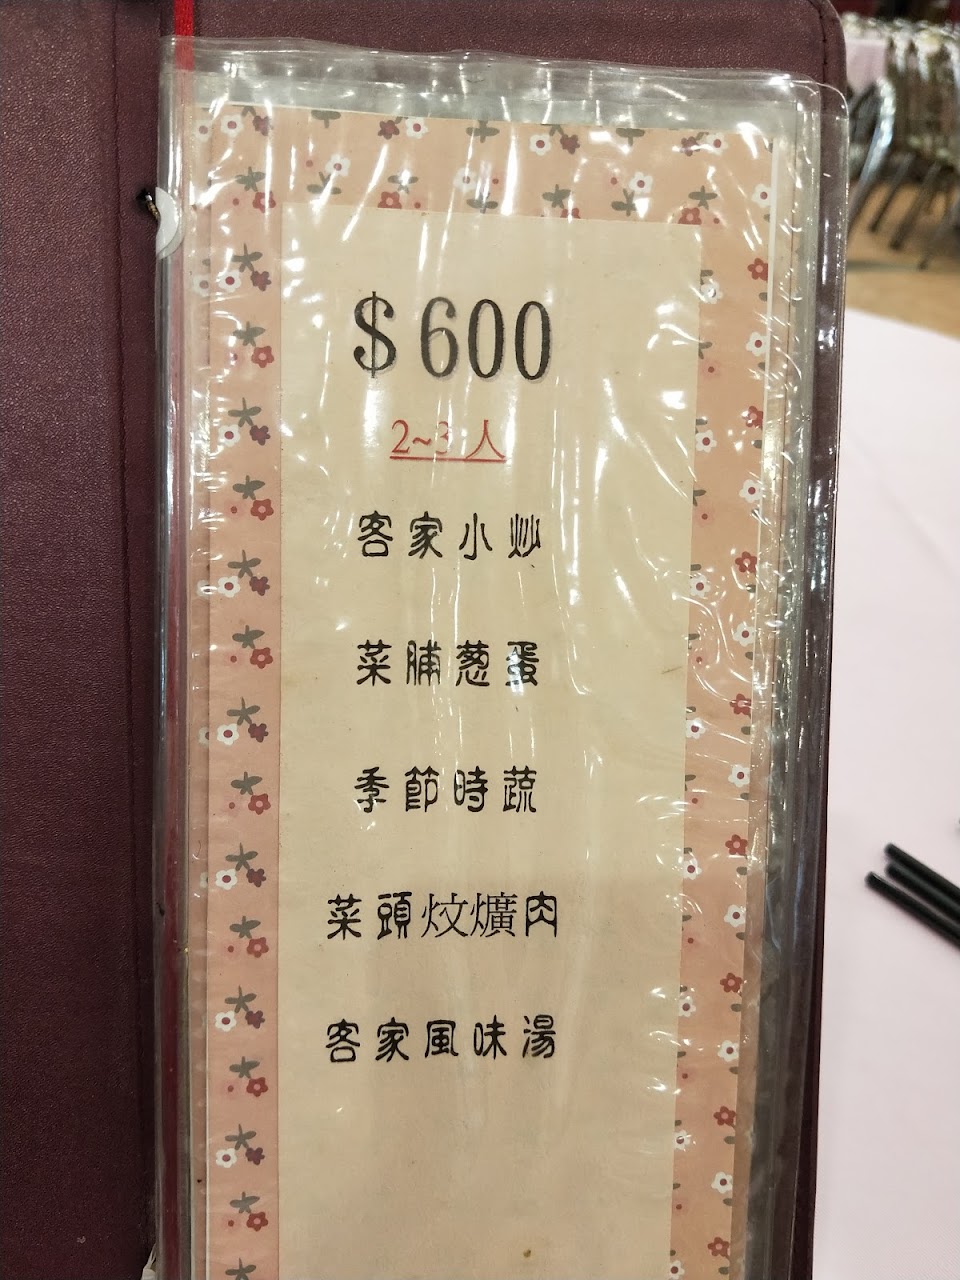 $600
2~3 人
客家小炒
菜脯葱蛋
季節時蔬
菜頭炆爌肉
客家風味湯